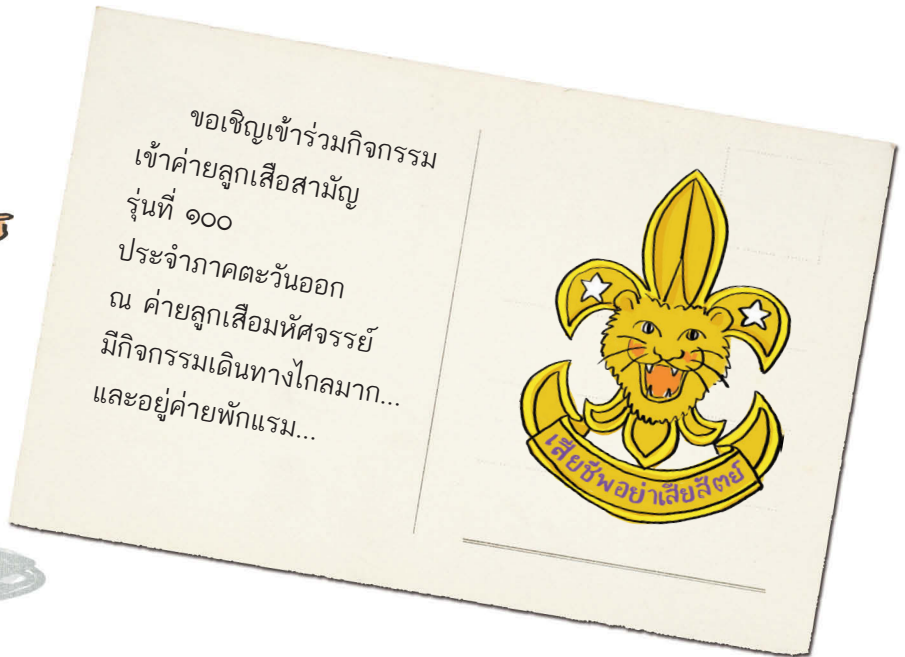 ขอเชิญเข้าร่วมกิจกรรม
เข้าค่ายลูกเสือสามัญ
รุ่นที่ ๑๐๐
ประจำภาคตะวันออก
ณ ค่ายลูกเสือมหัศจรรย์
มีกิจกรรมเดินทางไกลมาก...
และอยู่ค่ายพักแรม...
เสียชีพอย่าเสียสัตย์